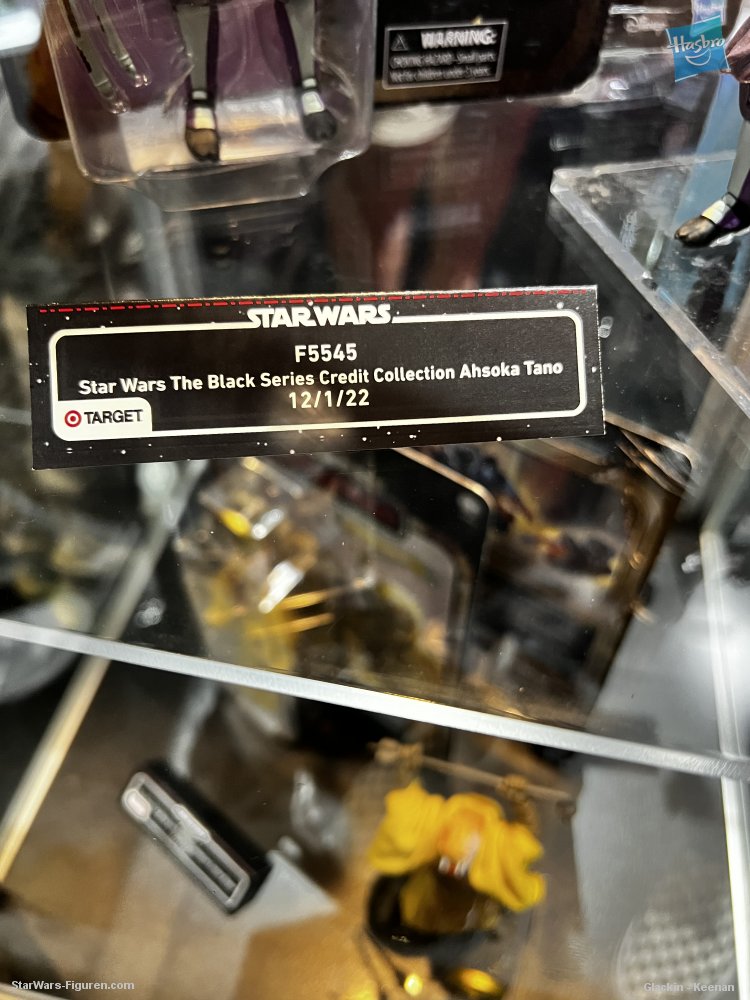 WARNING:
Hasbro
STAR WARS
F5545
Star Wars The Black Series Credit Collection Ahsoka Tano
12/1/22
TARGET
StarWars-Figuren.com
Glackin - Keenan